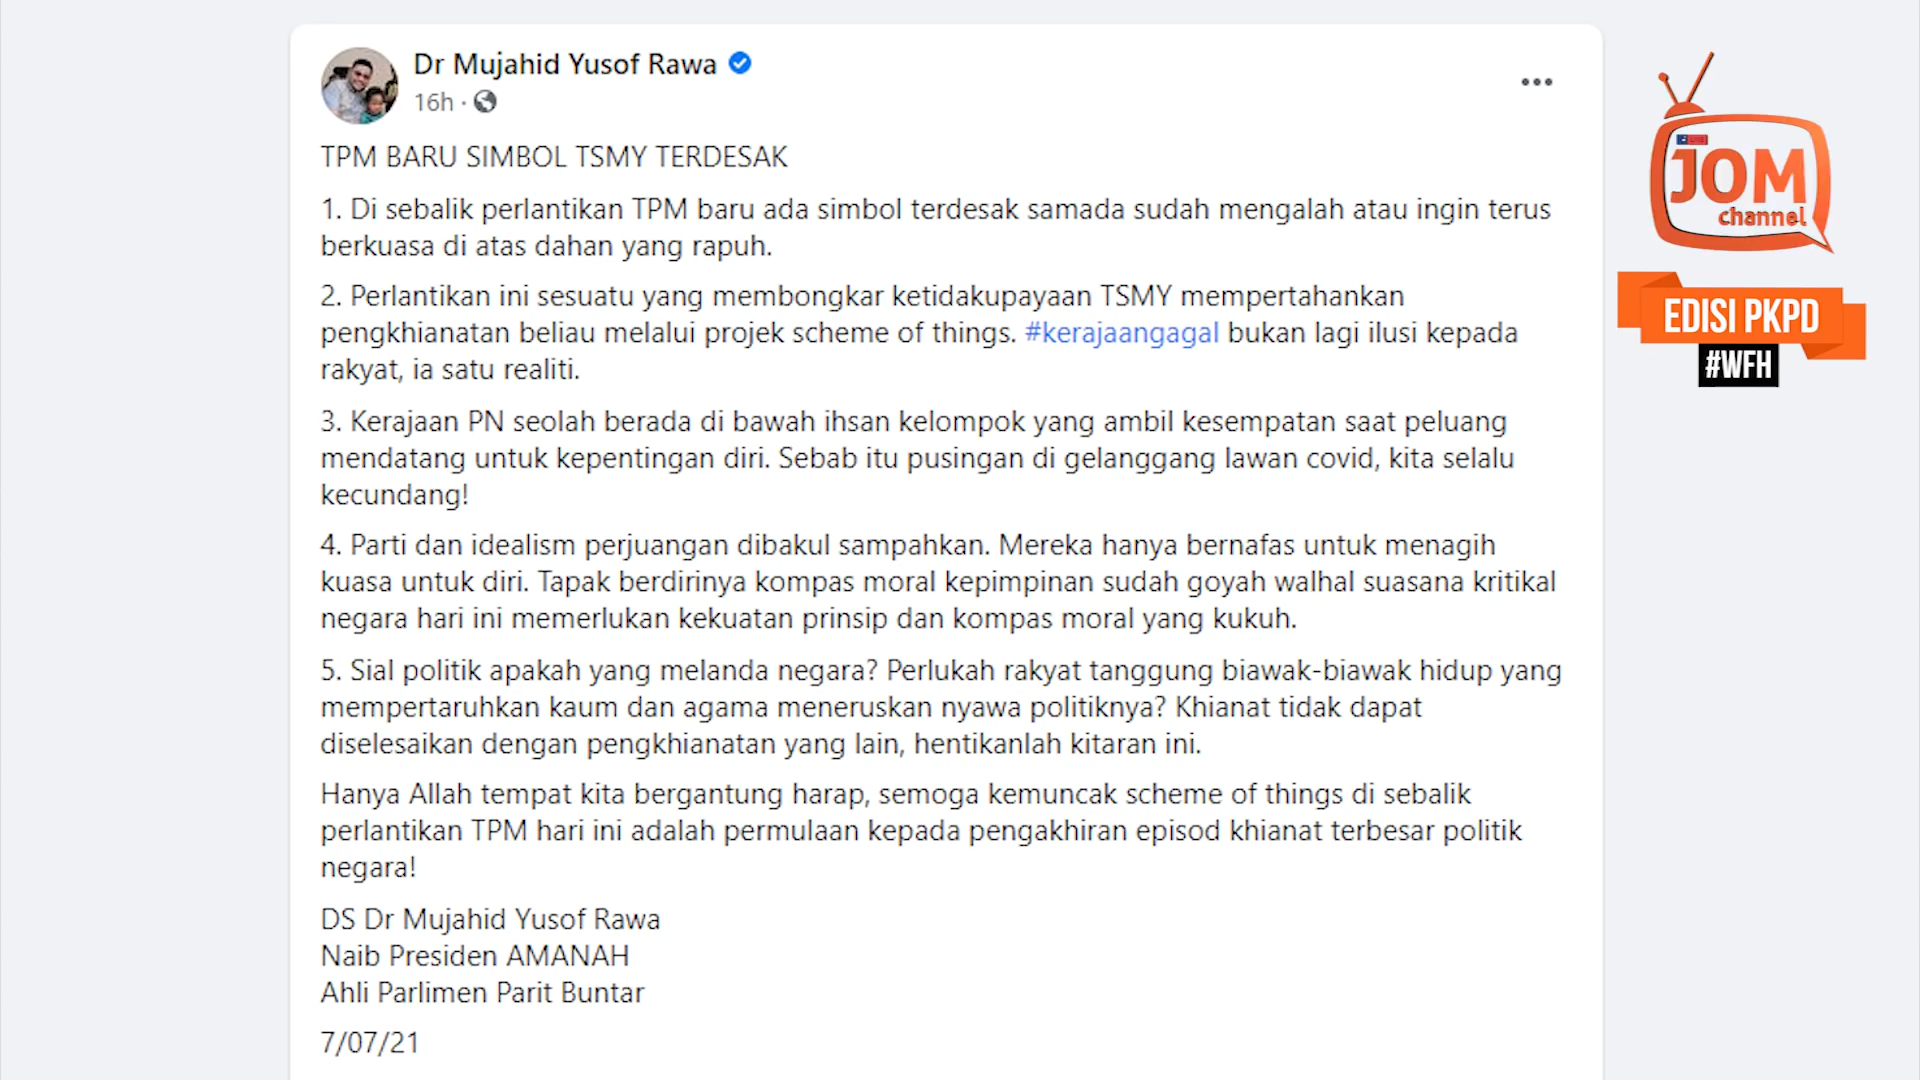 Dr Mujahid Yusof Rawa
16h ·
TPM BARU SIMBOL TSMY TERDESAK
1. Di sebalik perlantikan TPM baru ada simbol terdesak samada sudah mengalah atau ingin terus
berkuasa di atas dahan yang rapuh.
2. Perlantikan ini sesuatu yang membongkar ketidakupayaan TSMY mempertahankan
pengkhianatan beliau melalui projek scheme of things. #kerajaangagal bukan lagi ilusi kepada
rakyat, ia satu realiti.
3. Kerajaan PN seolah berada di bawah ihsan kelompok yang ambil kesempatan saat peluang
mendatang untuk kepentingan diri. Sebab itu pusingan di gelanggang lawan covid, kita selalu
kecundang!
4. Parti dan idealism perjuangan dibakul sampahkan. Mereka hanya bernafas untuk menagih
kuasa untuk diri. Tapak berdirinya kompas moral kepimpinan sudah goyah walhal suasana kritikal
negara hari ini memerlukan kekuatan prinsip dan kompas moral yang kukuh.
5. Sial politik apakah yang melanda negara? Perlukah rakyat tanggung biawak-biawak hidup yang
mempertaruhkan kaum dan agama meneruskan nyawa politiknya? Khianat tidak dapat
diselesaikan dengan pengkhianatan yang lain, hentikanlah kitaran ini.
Hanya Allah tempat kita bergantung harap, semoga kemuncak scheme of things di sebalik
perlantikan TPM hari ini adalah permulaan kepada pengakhiran episod khianat terbesar politik
negara!
DS Dr Mujahid Yusof Rawa
Naib Presiden AMANAH
Ahli Parlimen Parit Buntar
7/07/21
JOM
channel
EDISI PKPD
#WFH